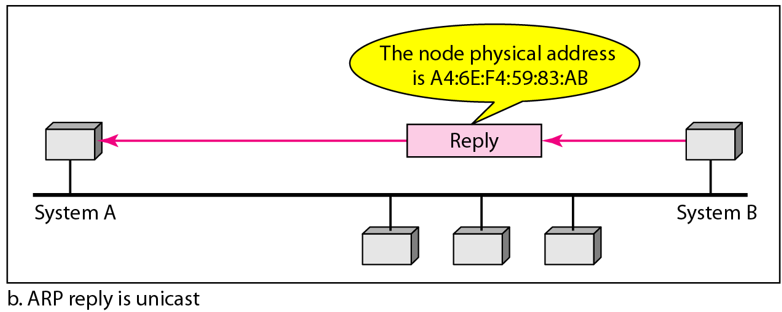 The node physical address
is A4:6E:F4:59:83:AB
Reply
System A
System B
b. ARP reply is unicast